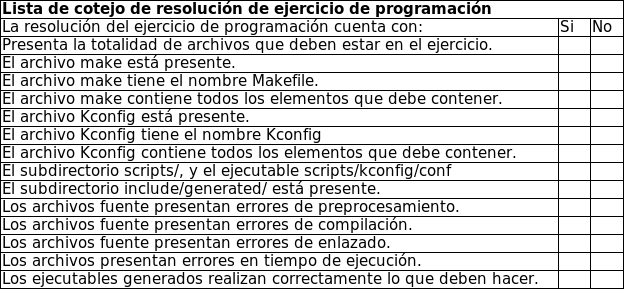 Lista de cotejo de resolución de ejercicio de programación
La resolución del ejercicio de programación cuenta con: Si No
Presenta la totalidad de archivos que deben estar en el ejercicio.
El archivo make está presente.
El archivo make tiene el nombre Makefile.
El archivo make contiene todos los elementos que debe contener.
El archivo Kconfig está presente.
El archivo Kconfig tiene el nombre Kconfig
El archivo Kconfig contiene todos los elementos que debe contener.
El subdirectorio scripts/, y el ejecutable scripts/kconfig/conf
El subdirectorio include/generated/ está presente.
Los archivos fuente presentan errores de preprocesamiento.
Los archivos fuente presentan errores de compilación.
Los archivos fuente presentan errores de enlazado.
Los archivos presentan errores en tiempo de ejecución.
Los ejecutables generados realizan correctamente lo que deben hacer.